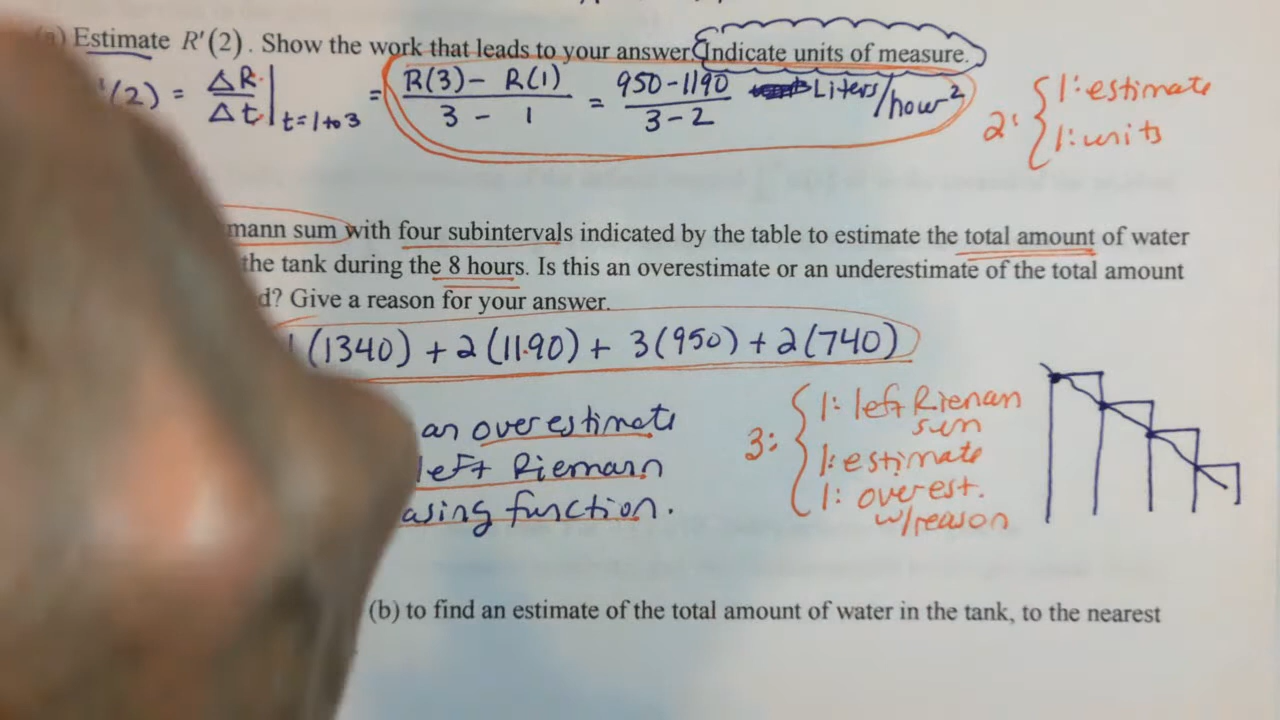 Estimate R'(2). Show the work that leads to your answer. Indicate units of measure.
'(2) = ΔR/Δt | t=1 to 3 = R(3) - R(1) / 3 - 1 = 950-1190 / 3-2 Liters/hour²
2: { 1: estimate
1: units
mann sum with four subintervals indicated by the table to estimate the total amount of water
the tank during the 8 hours. Is this an overestimate or an underestimate of the total amount
d? Give a reason for your answer.
1(1340) + 2(1190) + 3(950) + 2(740)
an overestimate
left Riemann
asing function.
3: { 1: left Rienan
sum
1: estimate
1: overest.
w/reason
(b) to find an estimate of the total amount of water in the tank, to the nearest